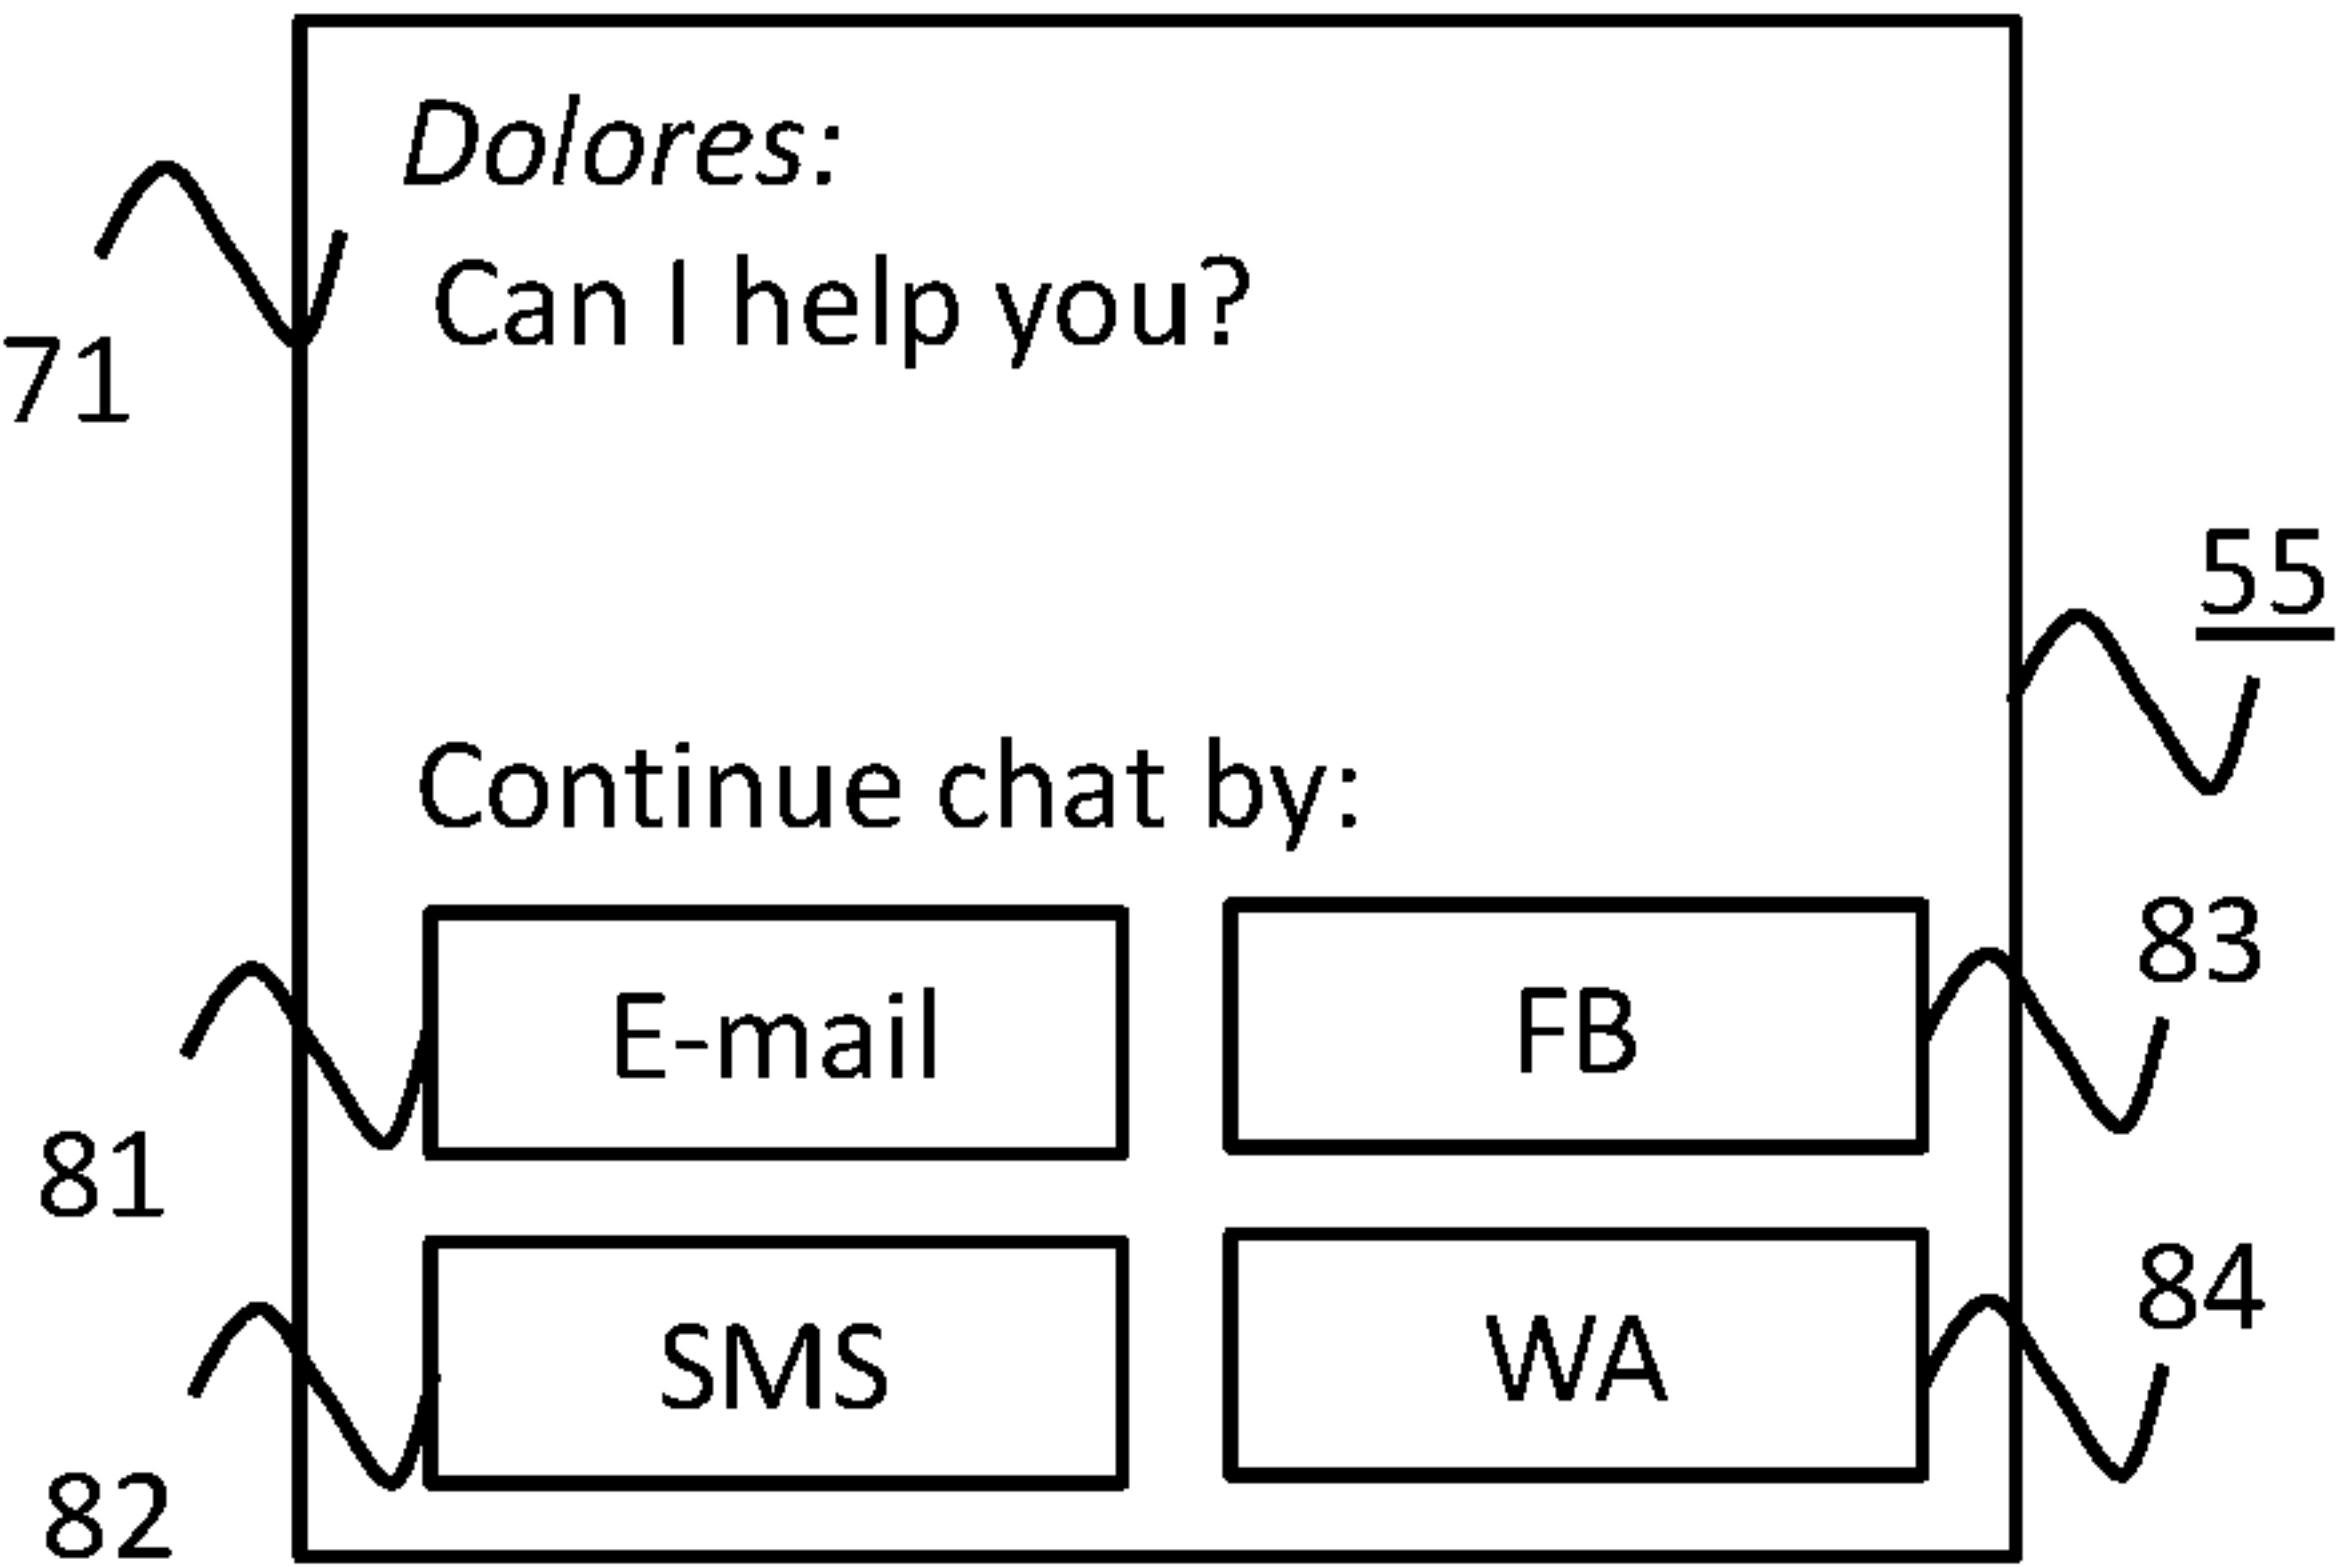 Dolores:
Can I help you?
71
55
Continue chat by:
E-mail
FB
83
81
SMS
WA
84
82